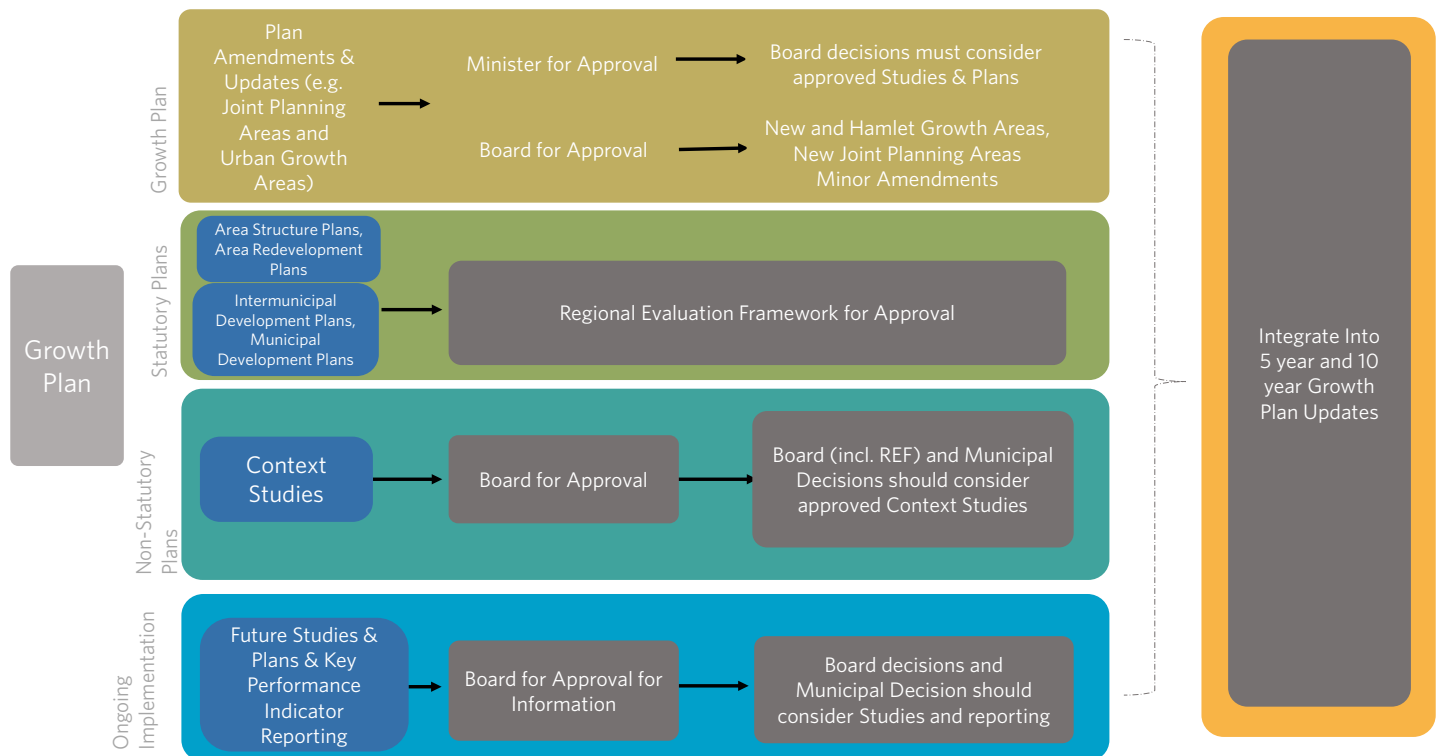 Growth
Plan
Growth Plan
Plan
Amendments &
Updates (e.g.
Joint Planning
Areas and
Urban Growth
Areas)
Minister for Approval
Board decisions must consider
approved Studies & Plans
Board for Approval
New and Hamlet Growth Areas,
New Joint Planning Areas
Minor Amendments
Statutory Plans
Area Structure Plans,
Area Redevelopment
Plans
Intermunicipal
Development Plans,
Municipal
Development Plans
Regional Evaluation Framework for Approval
Non-Statutory
Plans
Context
Studies
Board for Approval
Board (incl. REF) and Municipal
Decisions should consider
approved Context Studies
Ongoing
Implementation
Future Studies &
Plans & Key
Performance
Indicator
Reporting
Board for Approval for
Information
Board decisions and
Municipal Decision should
consider Studies and reporting
Integrate Into
5 year and 10
year Growth
Plan Updates